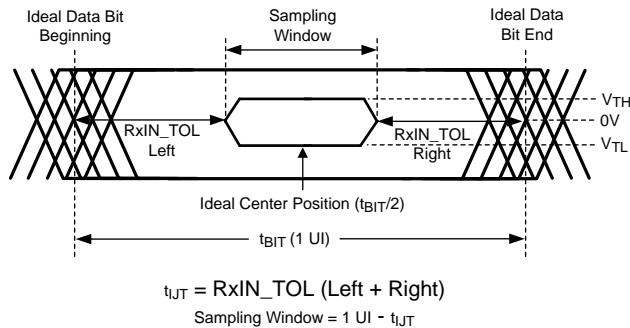 Ideal Data Bit
Beginning
Sampling
Window
Ideal Data
Bit End
RxIN_TOL
Left
RxIN_TOL
Right
VTH
0V
VTL
Ideal Center Position (tBIT/2)
tBIT (1 UI)
tIJT = RxIN_TOL (Left + Right)
Sampling Window = 1 UI - tIJT